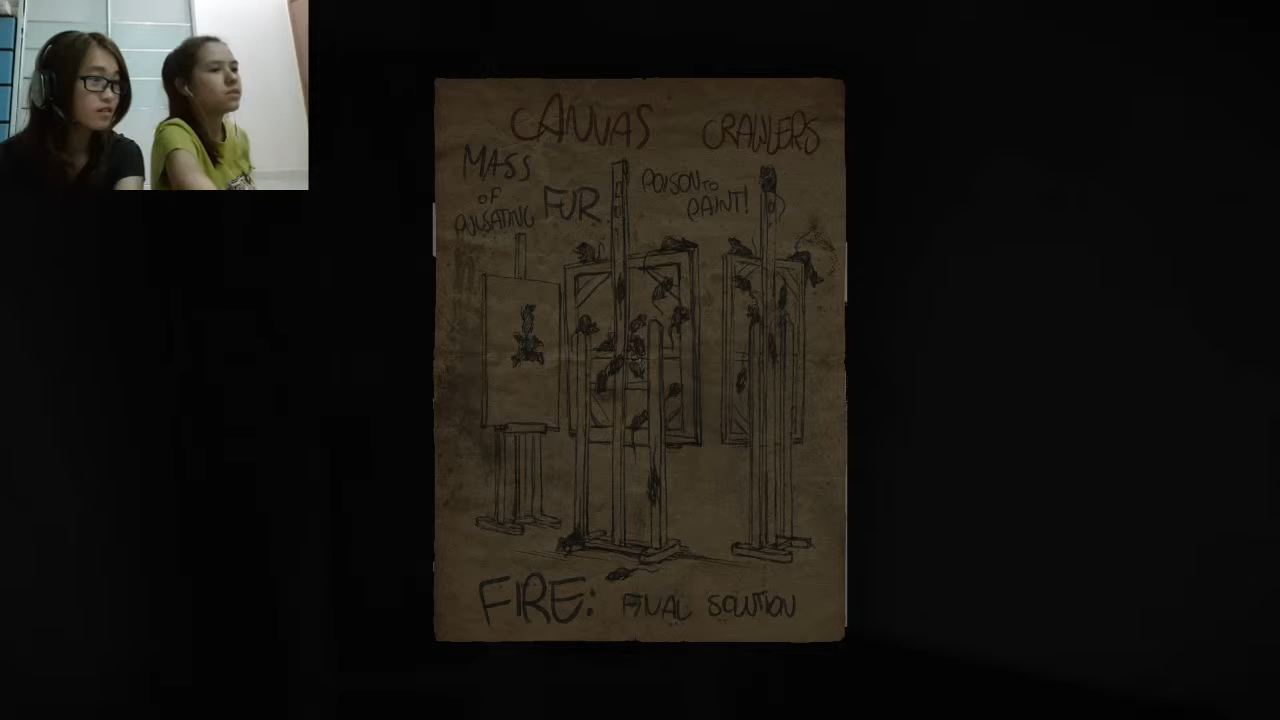 CANVAS CRAWLERS
MASS
OF
PULSATING FUR
POISON TO
PAINT!
FIRE: FINAL SOLUTION